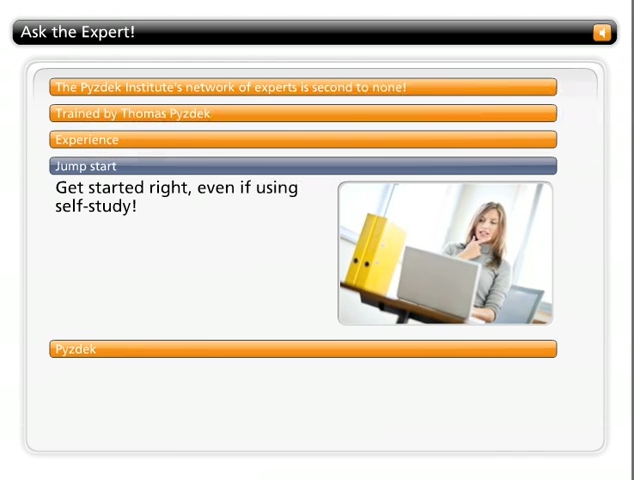 Ask the Expert!
The Pyzdek Institute's network of experts is second to none!
Trained by Thomas Pyzdek
Experience
Jump start
Get started right, even if using
self-study!
Pyzdek